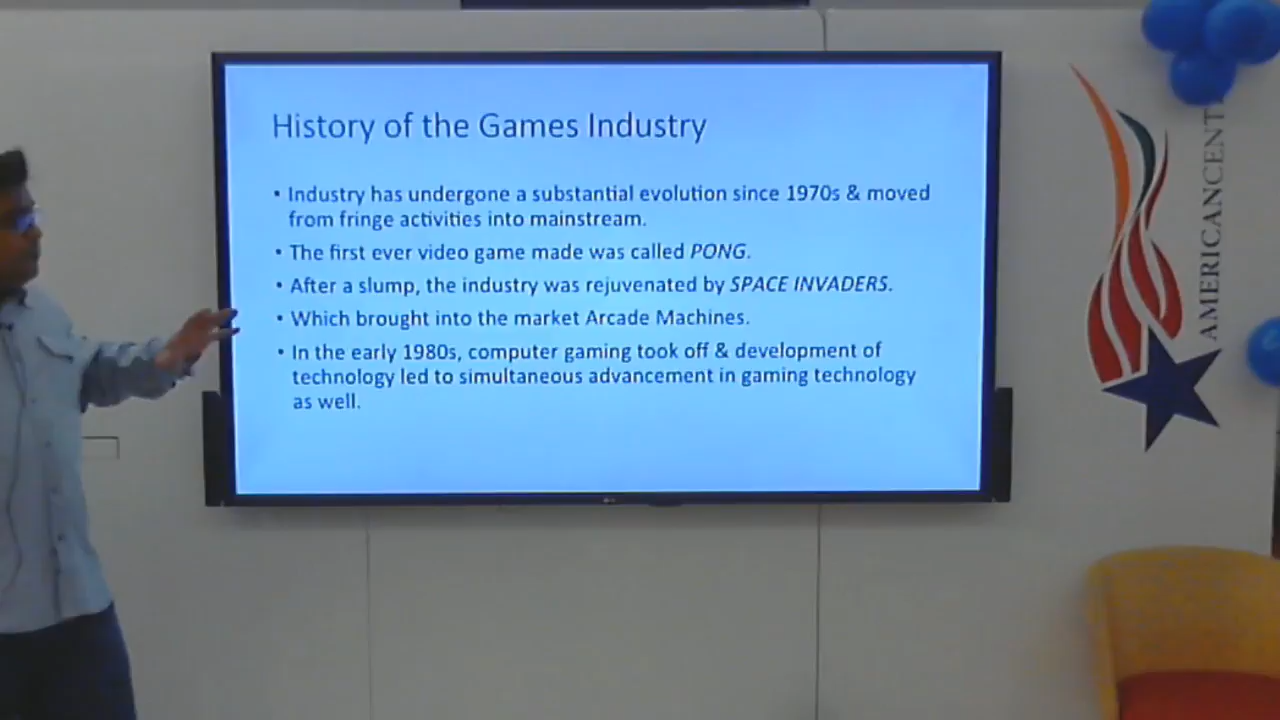 History of the Games Industry
• Industry has undergone a substantial evolution since 1970s & moved
from fringe activities into mainstream.
• The first ever video game made was called PONG.
• After a slump, the industry was rejuvenated by SPACE INVADERS.
• Which brought into the market Arcade Machines.
• In the early 1980s, computer gaming took off & development of
technology led to simultaneous advancement in gaming technology
as well.
AMERICANCENT